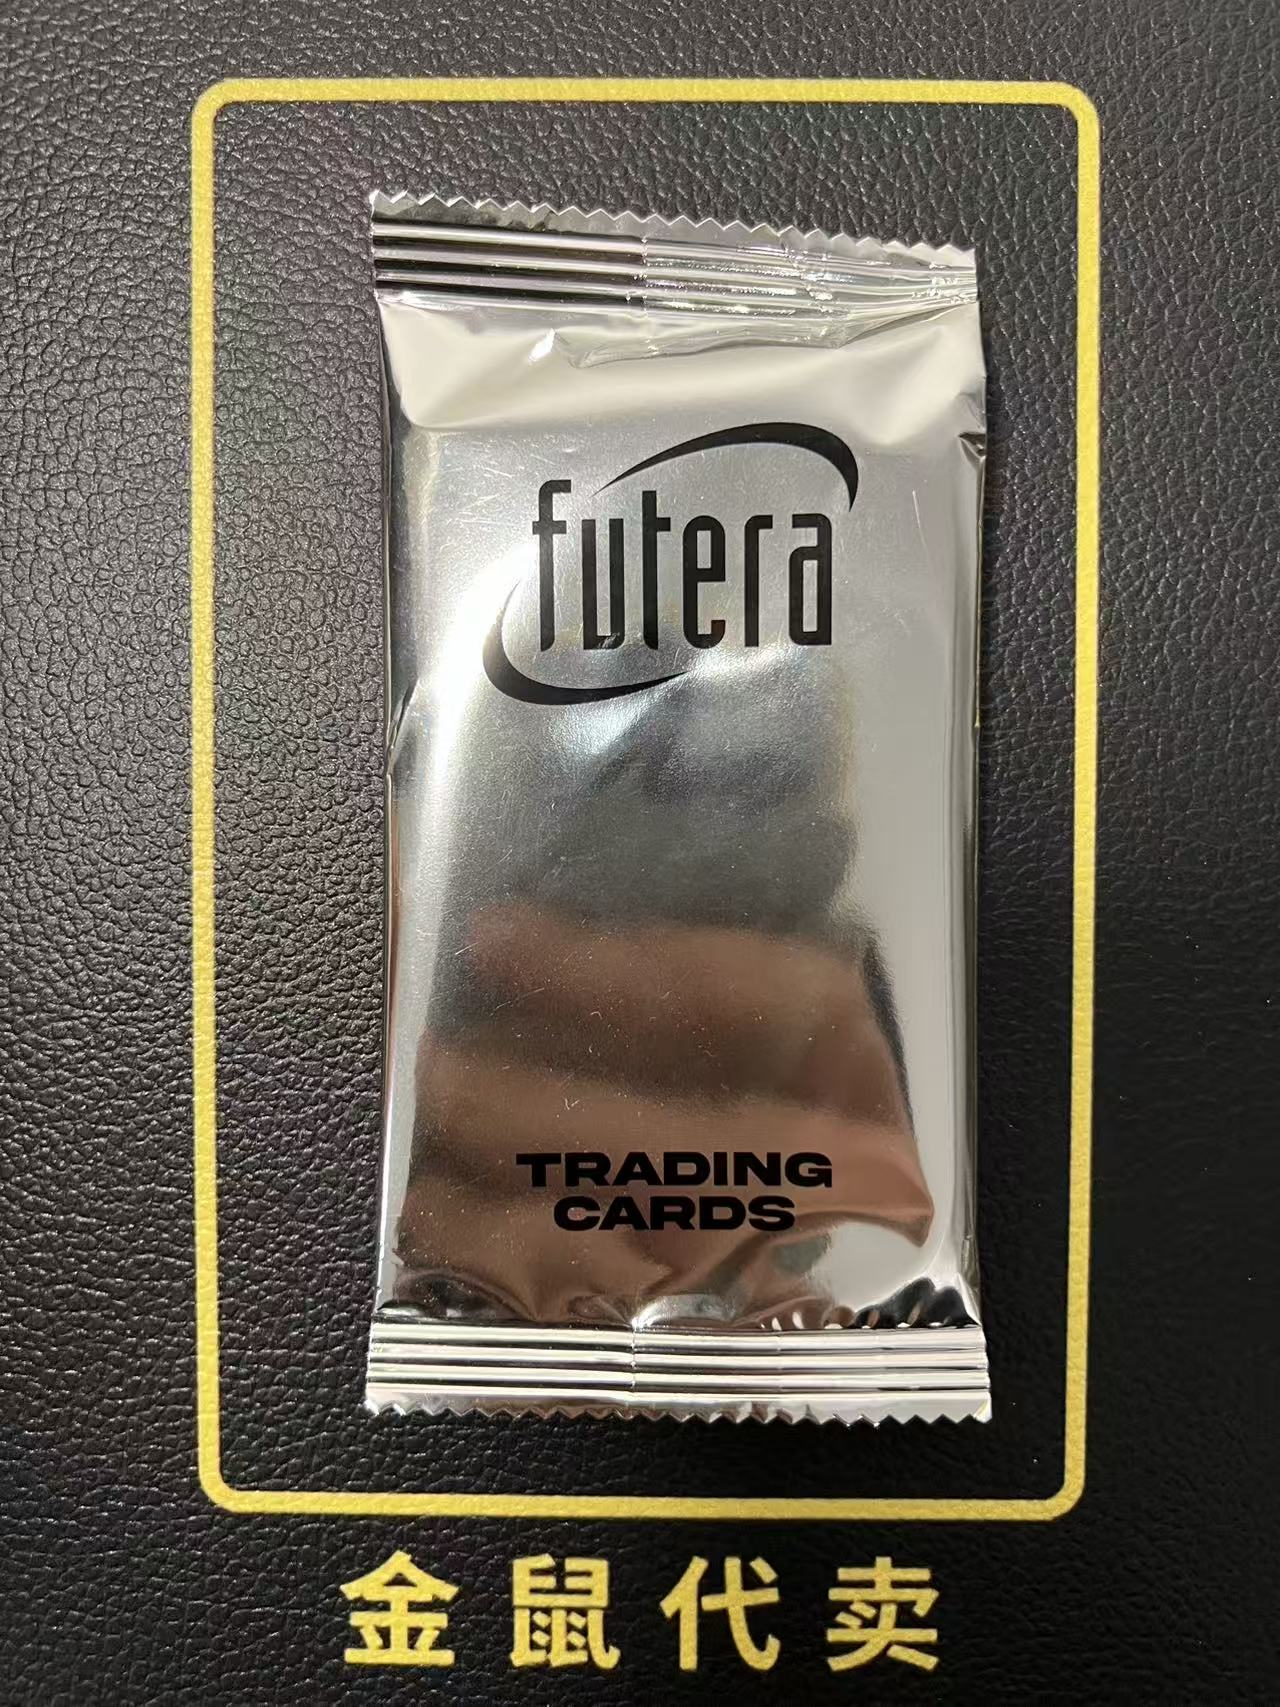 futera
TRADING
CARDS
金鼠代卖